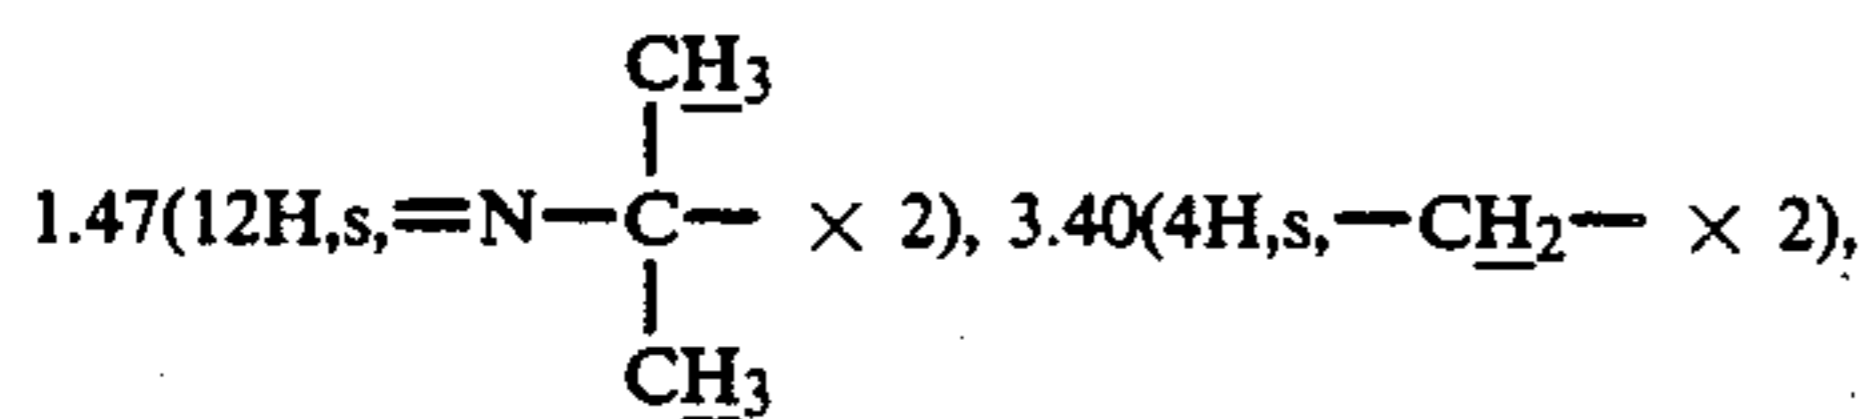 CH3
1.47(12H,s,=N—C— × 2), 3.40(4H,s,—CH2— × 2),
CH3